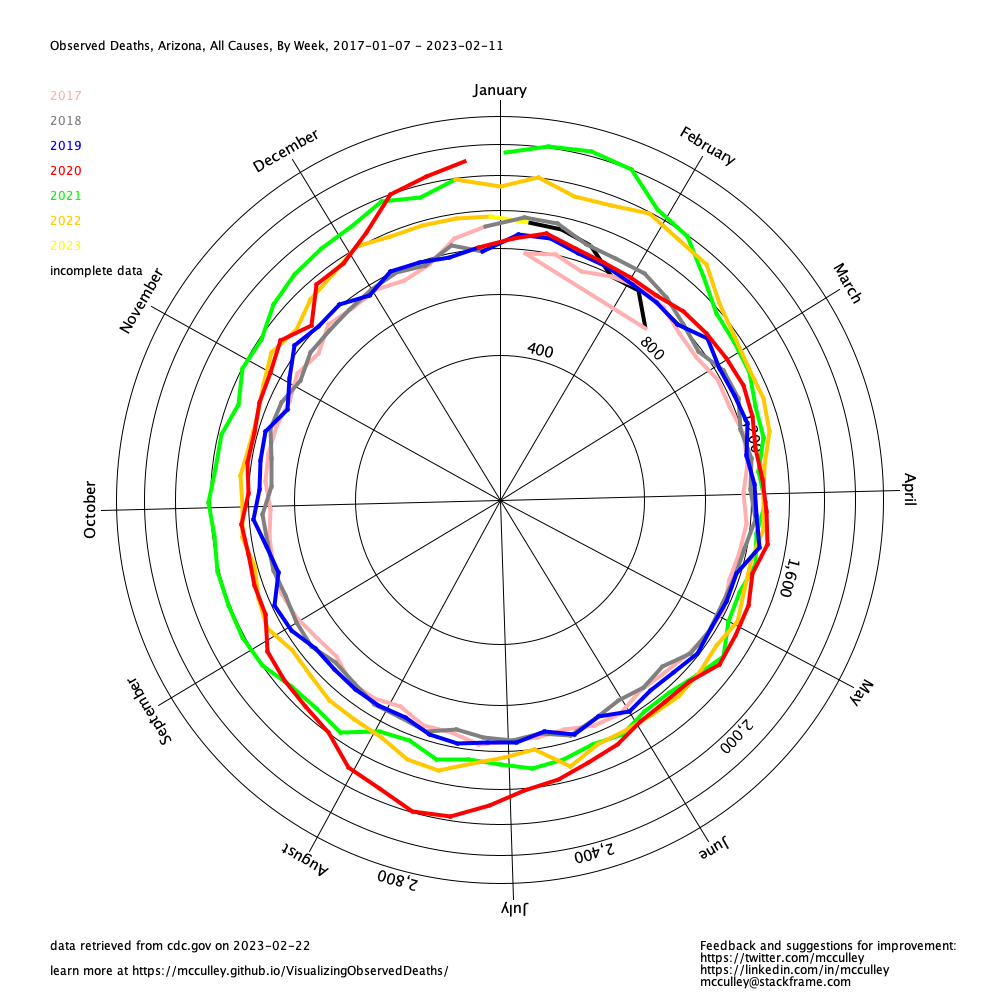 Observed Deaths, Arizona, All Causes, By Week, 2017-01-07 - 2023-02-11
January
2017
2018
2019
2020
2021
2022
2023
incomplete data
December
February
November
March
400
800
1,200
October
April
1,600
September
May
2,000
August
June
2,400
2,800
July
data retrieved from cdc.gov on 2023-02-22
learn more at https://mcculley.github.io/VisualizingObservedDeaths/
Feedback and suggestions for improvement:
https://twitter.com/mcculley
https://linkedin.com/in/mcculley
mcculley@stackframe.com